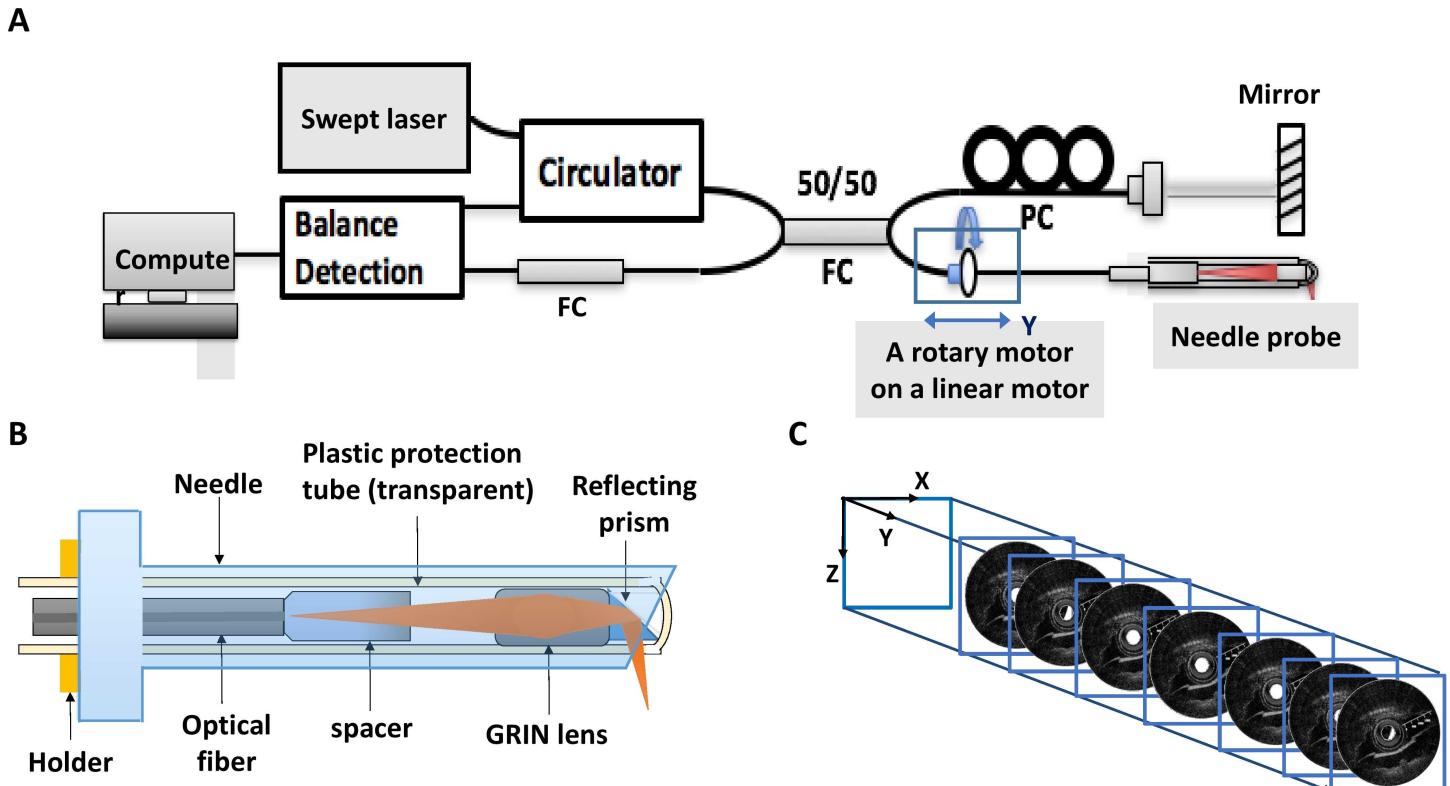 A
Swept laser
Circulator
Balance
Detection
Compute
r
FC
50/50
FC
PC
Mirror
Y
A rotary motor
on a linear motor
Needle probe
B
Needle
Plastic protection
tube (transparent)
Reflecting
prism
Holder
Optical
fiber
spacer
GRIN lens
C
X
Y
Z